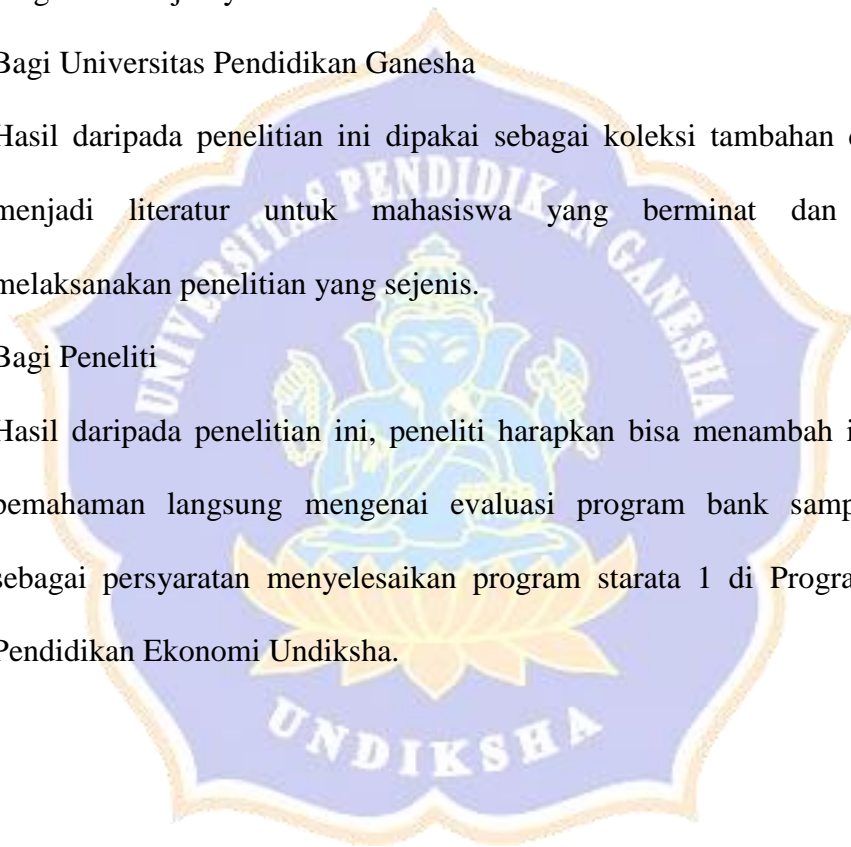 Bagi Universitas Pendidikan Ganesha
Hasil daripada penelitian ini dipakai sebagai koleksi tambahan
menjadi literatur untuk mahasiswa yang berminat dan
melaksanakan penelitian yang sejenis.
Bagi Peneliti
Hasil daripada penelitian ini, peneliti harapkan bisa menambah
pemahaman langsung mengenai evaluasi program bank
sebagai persyaratan menyelesaikan program starata 1 di
Pendidikan Ekonomi Undiksha.
UNIVERSITAS PENDIDIKAN GANESHA
UNDIKSHA